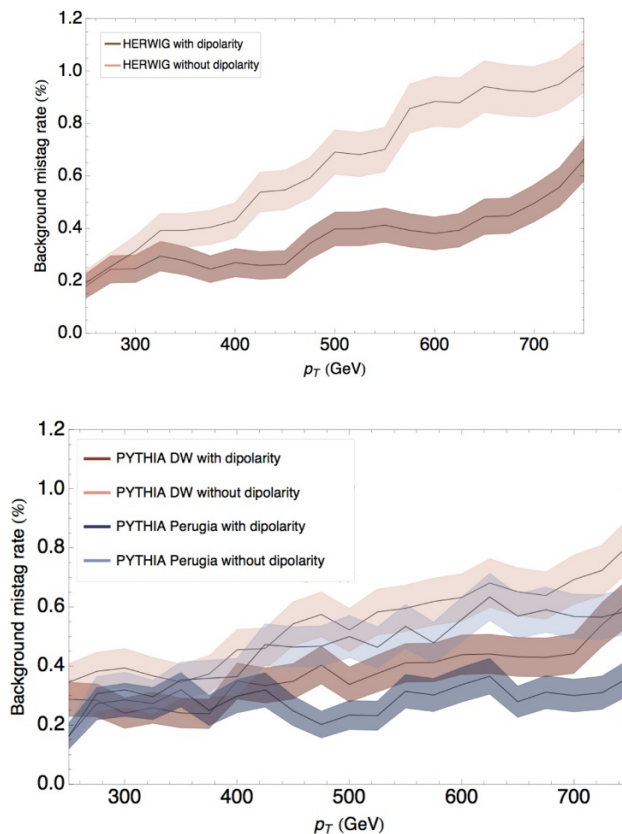 1.2
HERWIG with dipolarity
HERWIG without dipolarity
1.0
0.8
0.6
0.4
0.2
0.0
Background mistag rate (%)
300 400 500 600 700
pT (GeV)
1.2
PYTHIA DW with dipolarity
PYTHIA DW without dipolarity
PYTHIA Perugia with dipolarity
PYTHIA Perugia without dipolarity
1.0
0.8
0.6
0.4
0.2
0.0
Background mistag rate (%)
300 400 500 600 700
pT (GeV)